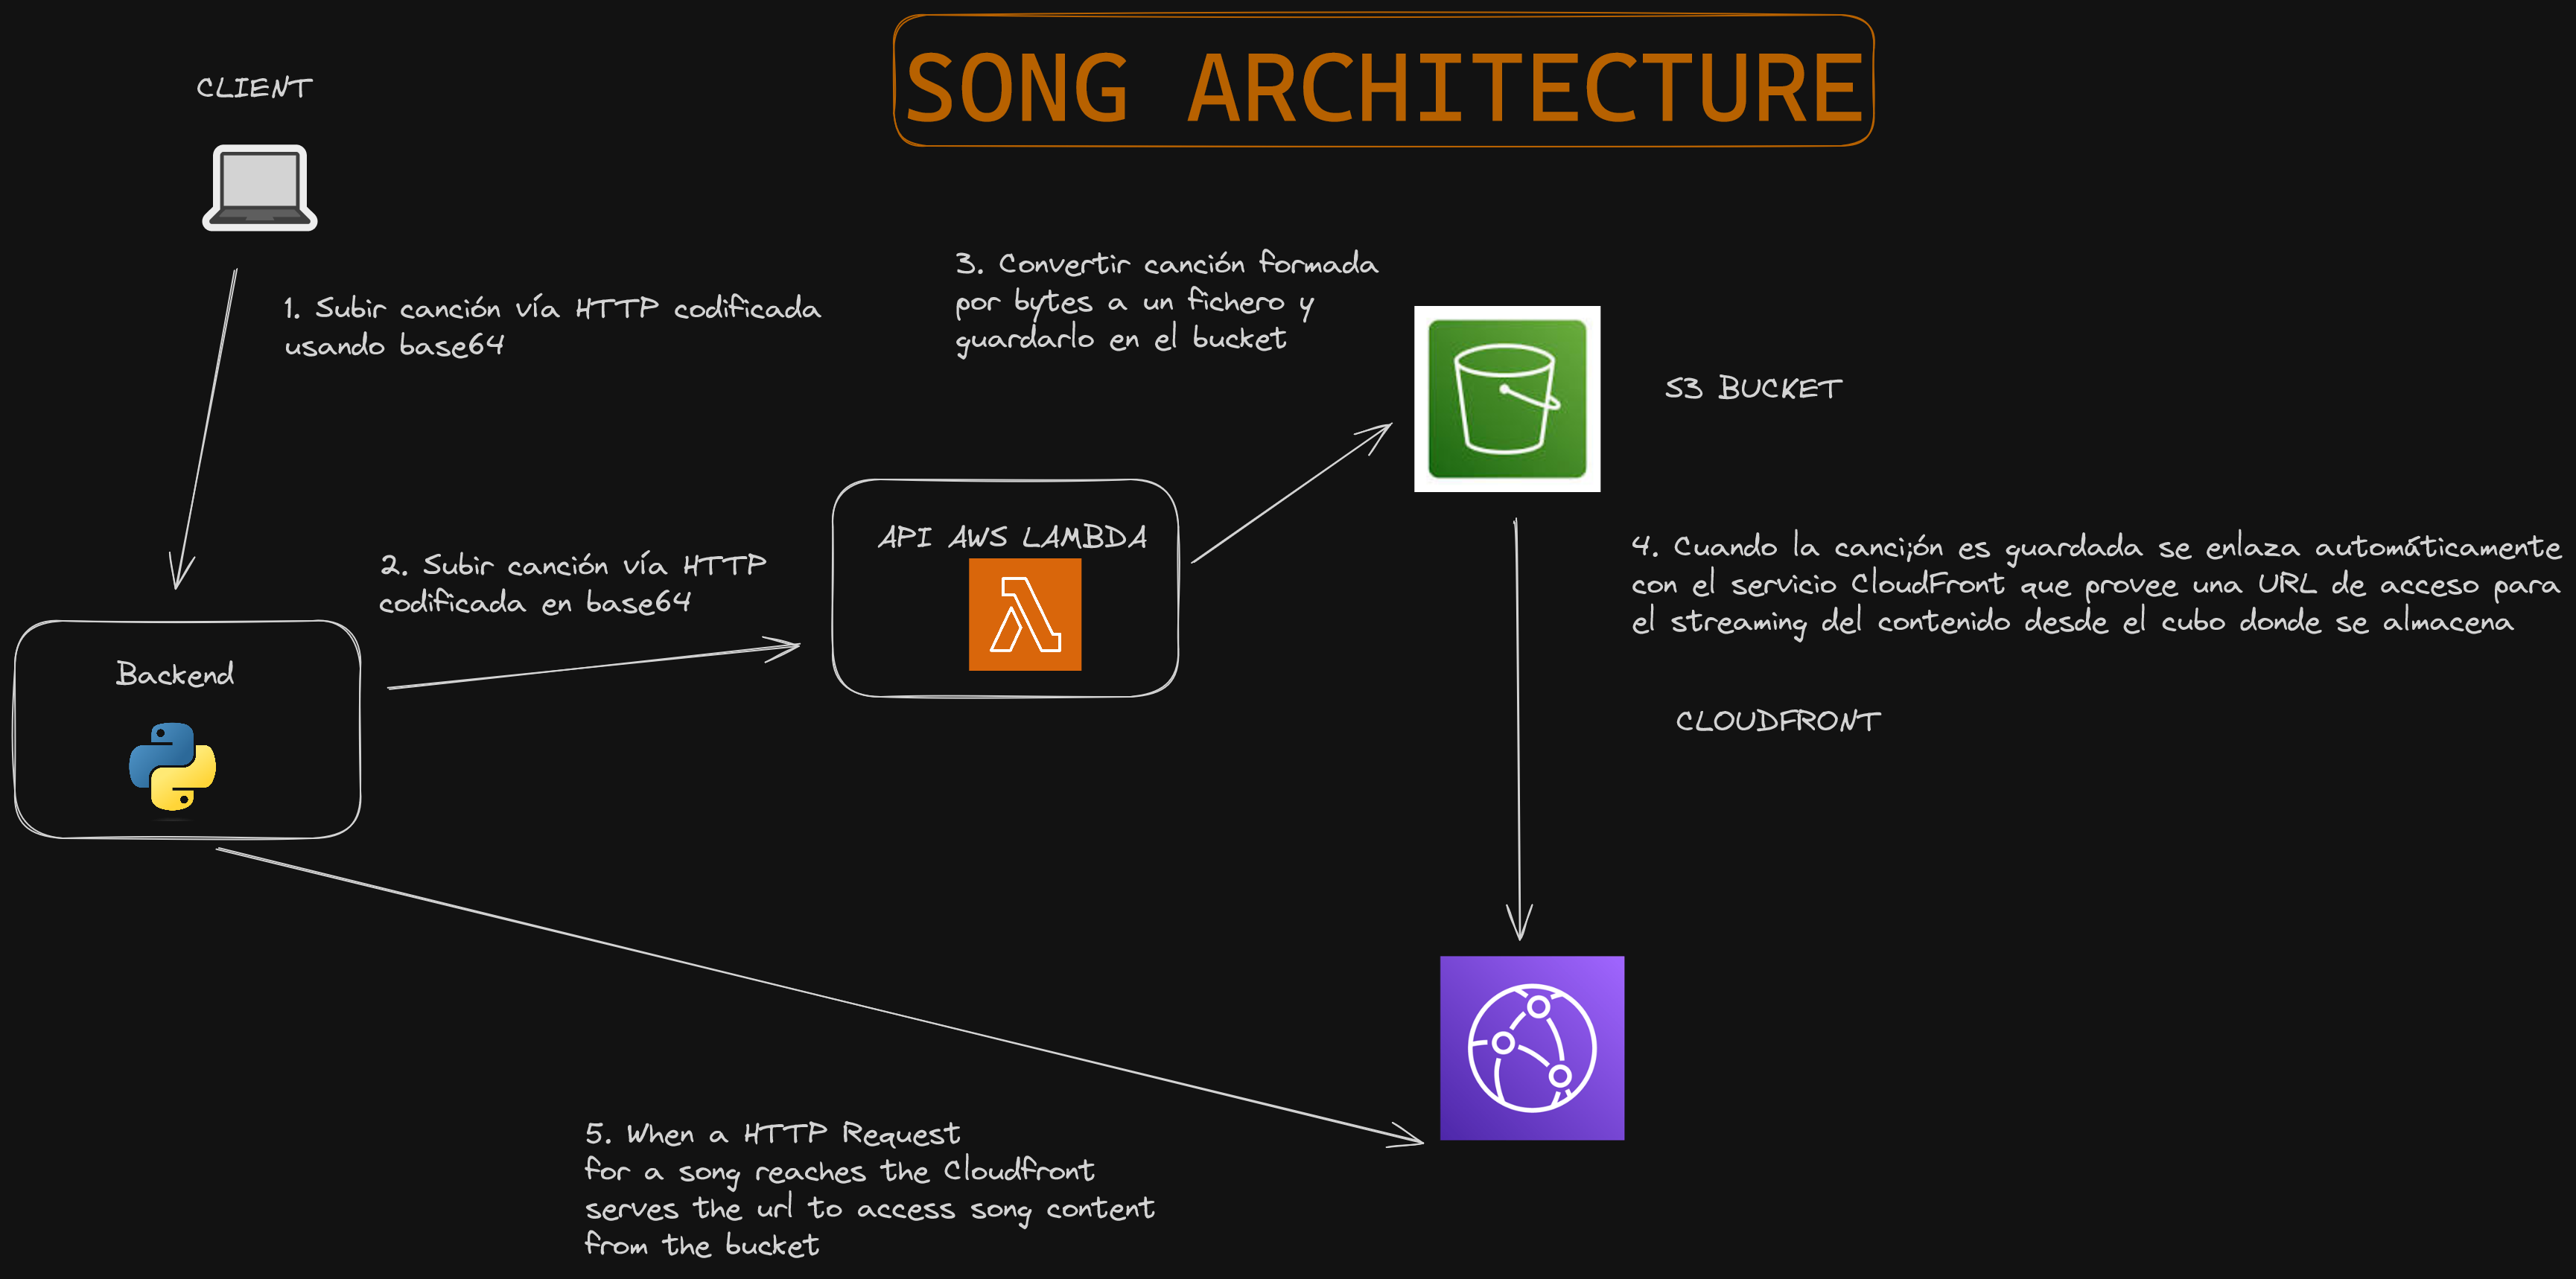 SONG ARCHITECTURE
CLIENT
1. Subir canción vía HTTP codificada
usando base64
3. Convertir canción formada
por bytes a un fichero y
guardarlo en el bucket
S3 BUCKET
2. Subir canción vía HTTP
codificada en base64
API AWS LAMBDA
4. Cuando la canci;ón es guardada se enlaza automáticamente
con el servicio CloudFront que provee una URL de acceso para
el streaming del contenido desde el cubo donde se almacena
Backend
CLOUDFRONT
5. When a HTTP Request
for a song reaches the Cloudfront
serves the url to access song content
from the bucket